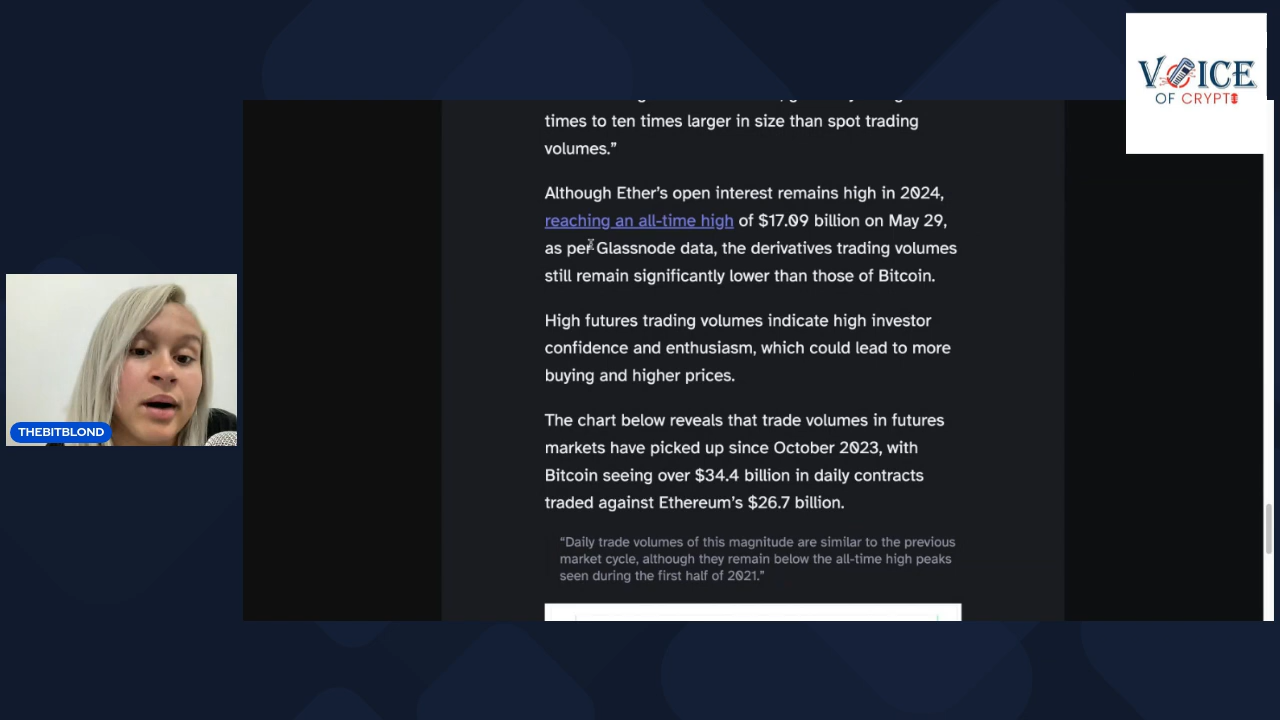 VOICE
OF CRYPTO
times to ten times larger in size than spot trading
volumes.”
Although Ether’s open interest remains high in 2024,
reaching an all-time high of $17.09 billion on May 29,
as per Glassnode data, the derivatives trading volumes
still remain significantly lower than those of Bitcoin.
High futures trading volumes indicate high investor
confidence and enthusiasm, which could lead to more
buying and higher prices.
The chart below reveals that trade volumes in futures
markets have picked up since October 2023, with
Bitcoin seeing over $34.4 billion in daily contracts
traded against Ethereum’s $26.7 billion.
“Daily trade volumes of this magnitude are similar to the previous
market cycle, although they remain below the all-time high peaks
seen during the first half of 2021.”
THEBITBLOND